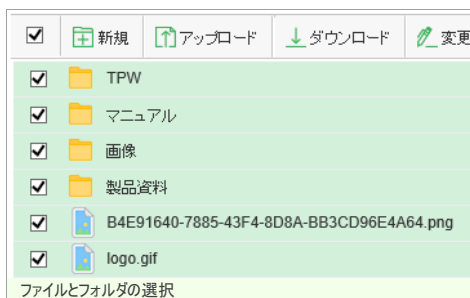 新規 アップロード ダウンロード 変更
TPW
マニュアル
画像
製品資料
B4E91640-7885-43F4-8D8A-BB3CD96E4A64.png
logo.gif
ファイルとフォルダの選択